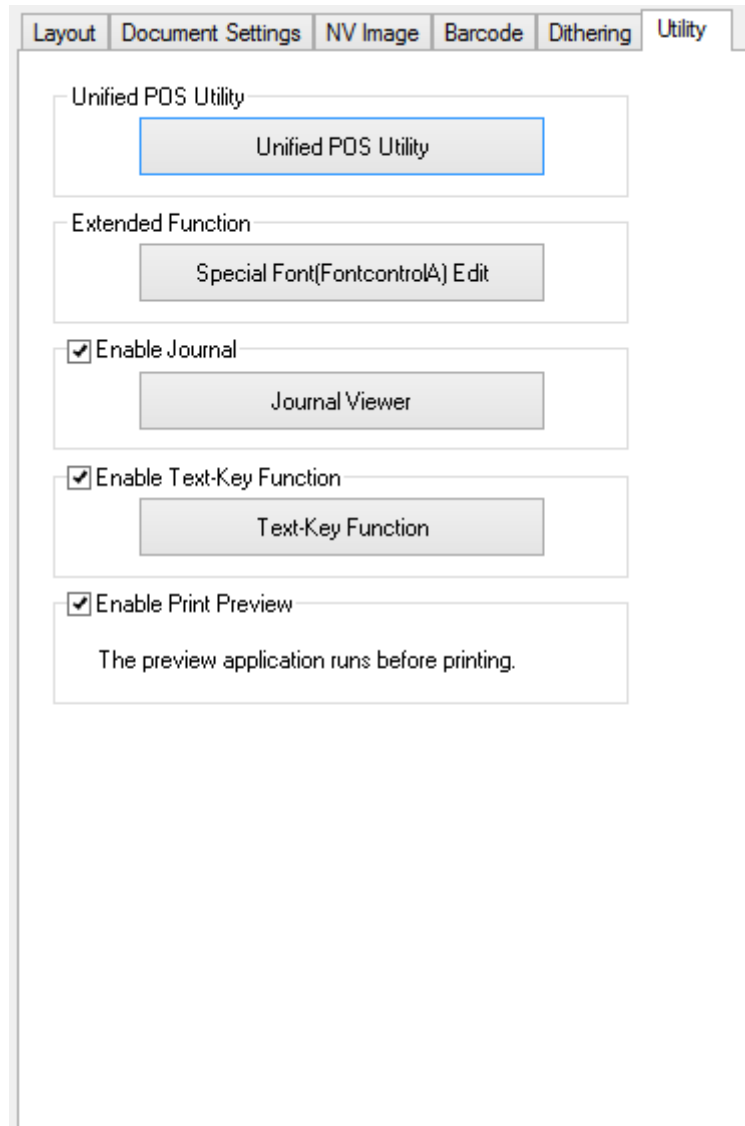 Layout Document Settings NV Image Barcode Dithering Utility
Unified POS Utility
Unified POS Utility
Extended Function
Special Font(FontcontrolA) Edit
Enable Journal
Journal Viewer
Enable Text-Key Function
Text-Key Function
Enable Print Preview
The preview application runs before printing.